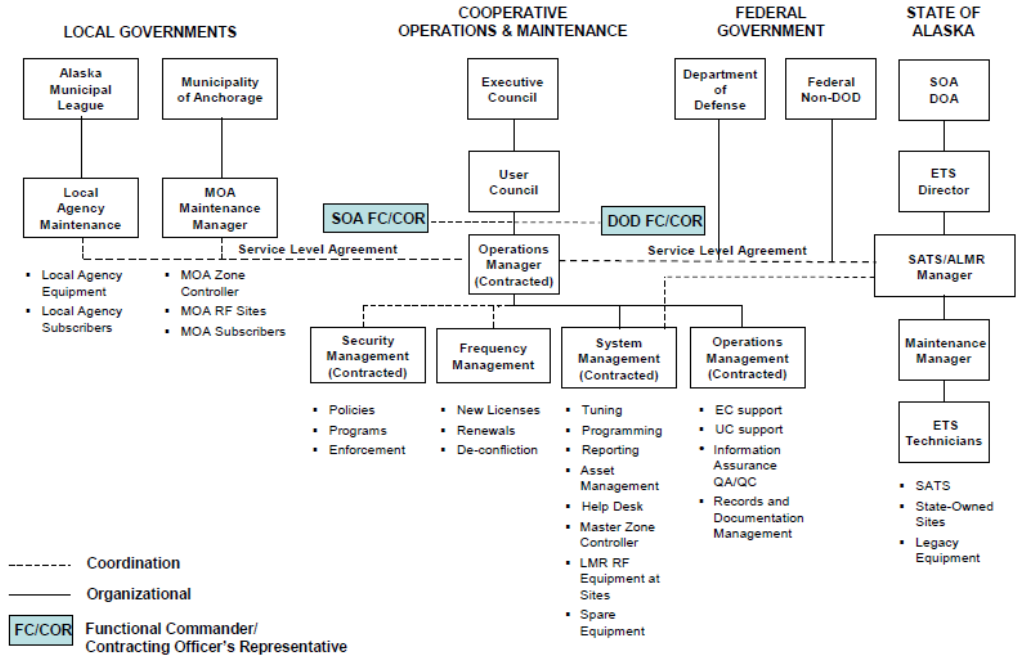 LOCAL GOVERNMENTS
COOPERATIVE
OPERATIONS & MAINTENANCE
FEDERAL
GOVERNMENT
STATE OF
ALASKA
Alaska
Municipal
League
Municipality
of Anchorage
Executive
Council
Department
of
Defense
Federal
Non-DOD
SOA
DOA
Local
Agency
Maintenance
MOA
Maintenance
Manager
User
Council
ETS
Director
SOA FC/COR
DOD FC/COR
Service Level Agreement
Operations
Manager
(Contracted)
Service Level Agreement
SATS/ALMR
Manager
▪ Local Agency
Equipment
▪ Local Agency
Subscribers
▪ MOA Zone
Controller
▪ MOA RF Sites
▪ MOA Subscribers
Security
Management
(Contracted)
Frequency
Management
System
Management
(Contracted)
Operations
Management
(Contracted)
Maintenance
Manager
▪ Policies
▪ Programs
▪ Enforcement
▪ New Licenses
▪ Renewals
▪ De-confliction
▪ Tuning
▪ Programming
▪ Reporting
▪ Asset
Management
▪ Help Desk
▪ Master Zone
Controller
▪ LMR RF
Equipment at
Sites
▪ Spare
Equipment
▪ EC support
▪ UC support
• Information
Assurance
QA/QC
▪ Records and
Documentation
Management
ETS
Technicians
▪ SATS
▪ State-Owned
Sites
▪ Legacy
Equipment
Coordination
Organizational
FC/COR
Functional Commander/
Contracting Officer's Representative